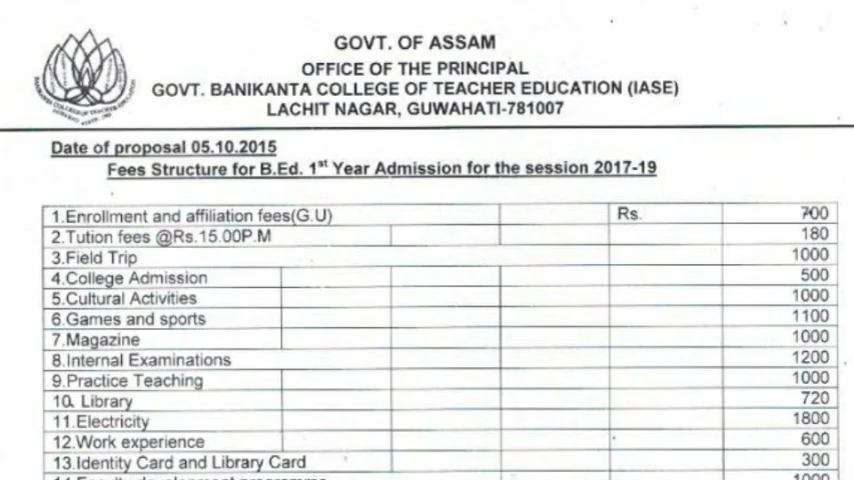 GOVT. OF ASSAM
OFFICE OF THE PRINCIPAL
GOVT. BANIKANTA COLLEGE OF TEACHER EDUCATION (IASE)
LACHIT NAGAR, GUWAHATI-781007
BANIKANTA COLLEGE OF TEACHER EDUCATION
Date of proposal 05.10.2015
Fees Structure for B.Ed. 1st Year Admission for the session 2017-19
1.Enrollment and affiliation fees(G.U) Rs. 700
2.Tution fees @Rs.15.00P.M 180
3.Field Trip 1000
4.College Admission 500
5.Cultural Activities 1000
6.Games and sports 1100
7.Magazine 1000
8.Internal Examinations 1200
9.Practice Teaching 1000
10. Library 720
11.Electricity 1800
12.Work experience 600
13.Identity Card and Library Card 300
1000